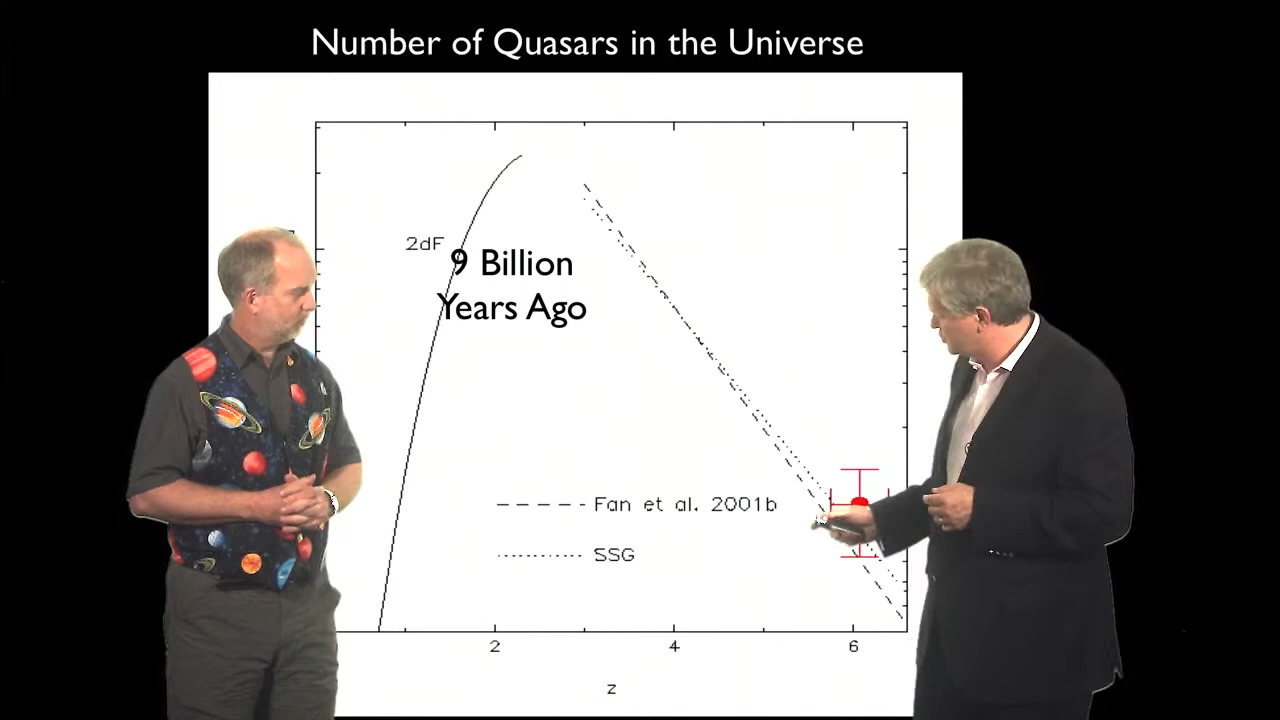 Number of Quasars in the Universe
2dF
9 Billion
Years Ago
Fan et al. 2001b
SSG
2 4 6
z